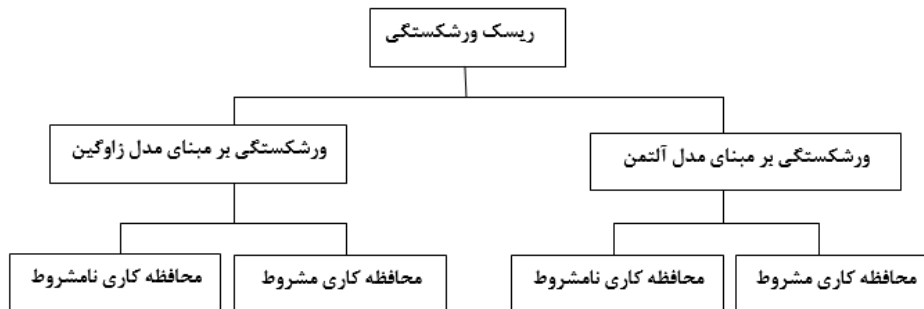 ریسک ورشکستگی
ورشکستگی بر مبنای مدل آلتمن
ورشکستگی بر مبنای مدل زاوگین
محافظه کاری مشروط
محافظه کاری نامشروط
محافظه کاری مشروط
محافظه کاری نامشروط